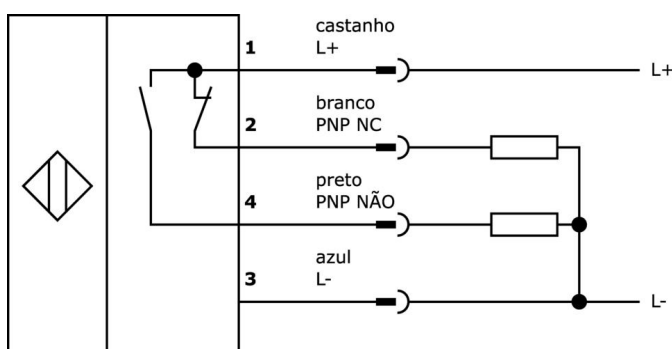 castanho
1
L+
L+
branco
2
PNP NC
preto
4
PNP NÃO
azul
3
L-
L-